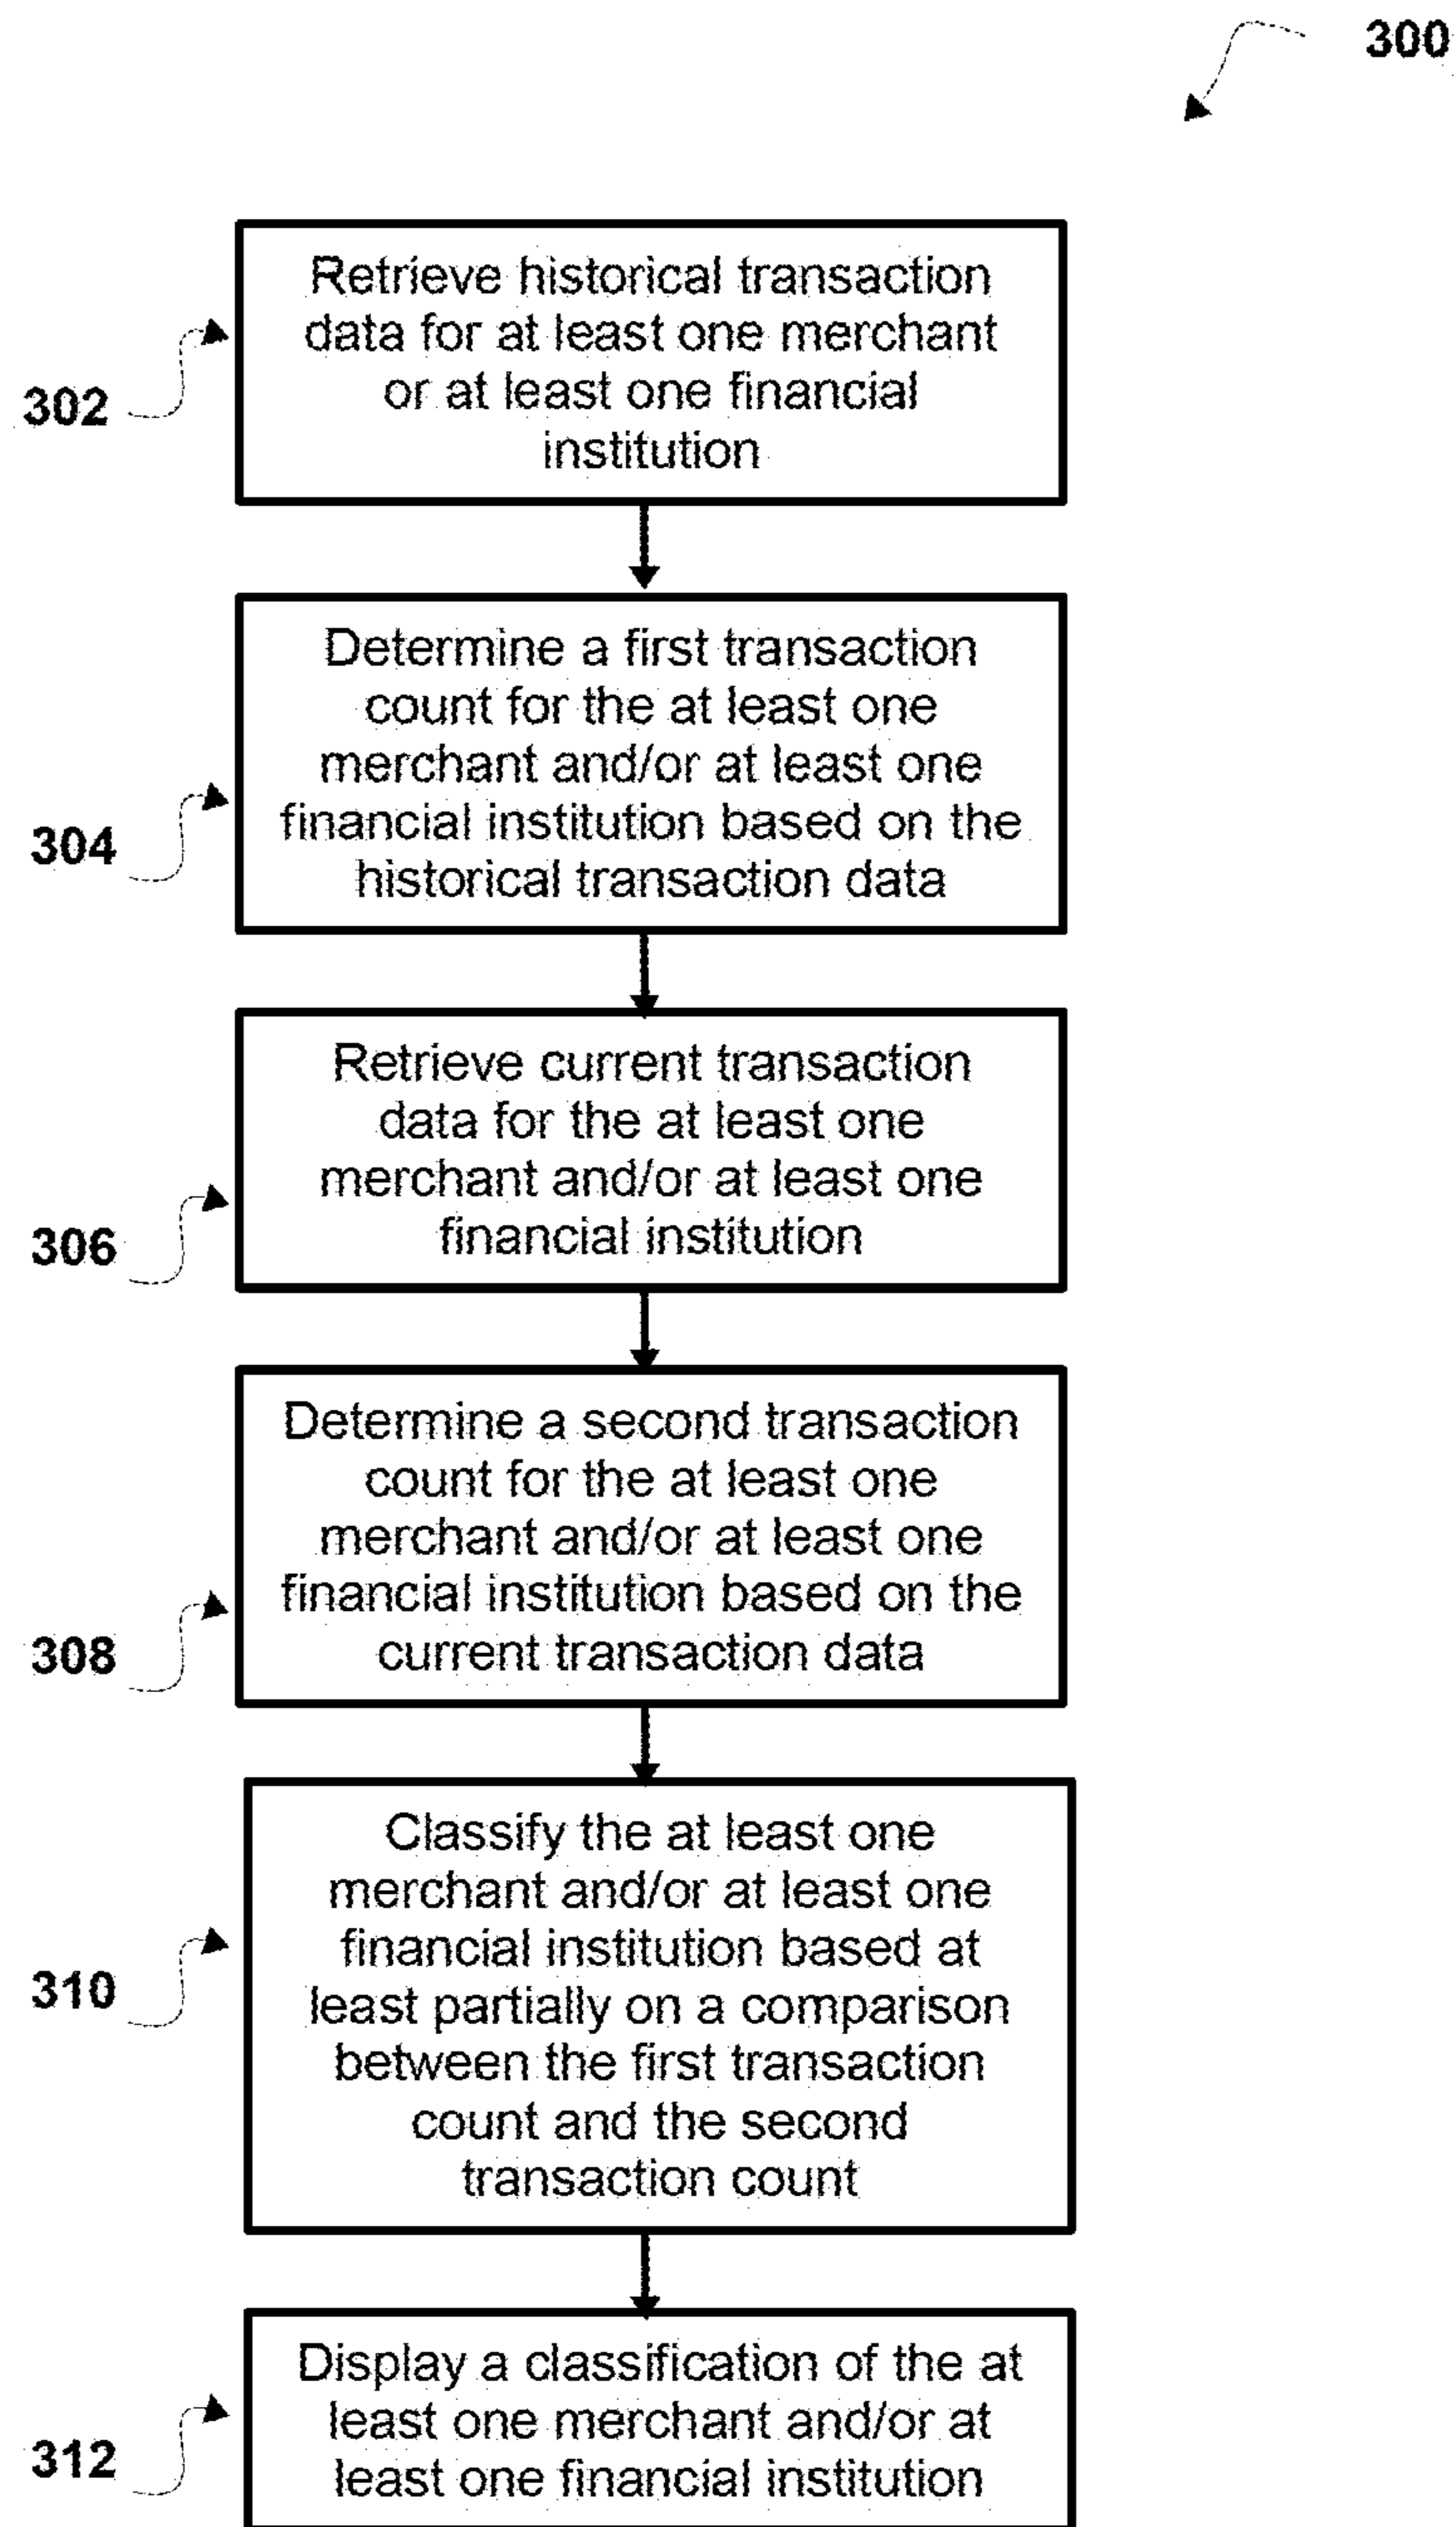 300
Retrieve historical transaction
data for at least one merchant
or at least one financial
institution
302
Determine a first transaction
count for the at least one
merchant and/or at least one
financial institution based on the
historical transaction data
304
Retrieve current transaction
data for the at least one
merchant and/or at least one
financial institution
306
Determine a second transaction
count for the at least one
merchant and/or at least one
financial institution based on the
current transaction data
308
Classify the at least one
merchant and/or at least one
financial institution based at
least partially on a comparison
between the first transaction
count and the second
transaction count
310
Display a classification of the at
least one merchant and/or at
least one financial institution
312